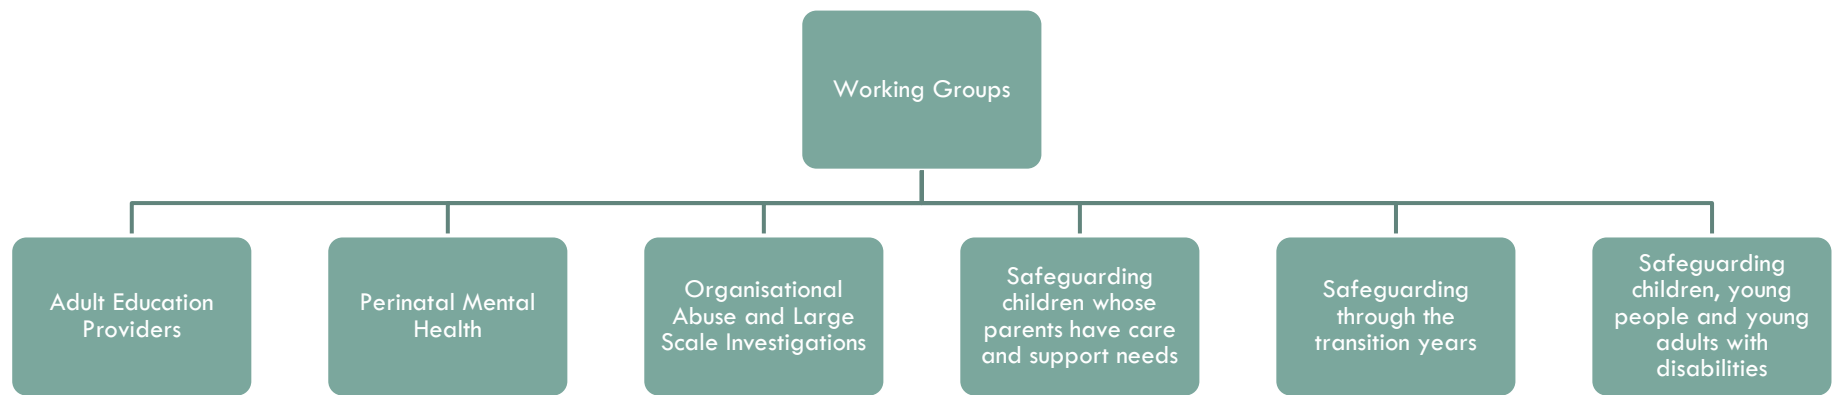 Working Groups
Adult Education
Providers
Perinatal Mental
Health
Organisational
Abuse and Large
Scale Investigations
Safeguarding
children whose
parents have care
and support needs
Safeguarding
through the
transition years
Safeguarding
children, young
people and young
adults with
disabilities